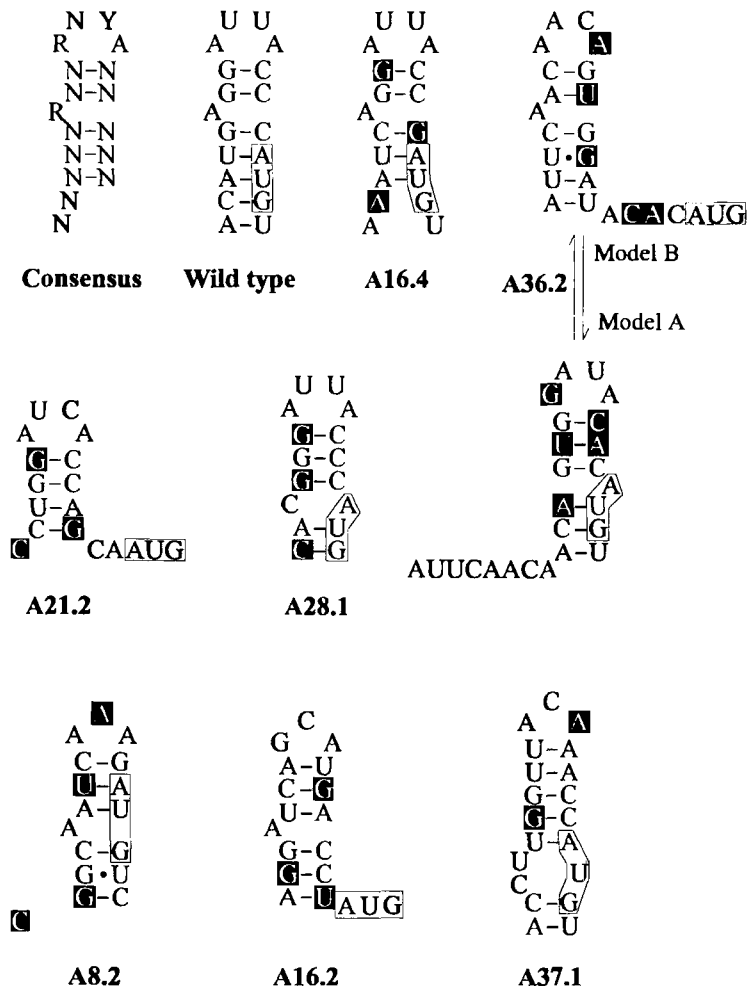 N Y
R A
N-N
N-N
R
N-N
N-N
N-N
N
N
Consensus
U U
A A
G-C
G-C
A
G-C
U-A
A-U
C-G
A-U
Wild type
U U
A A
G-C
G-C
A
C-G
U-A
A-U
A G
A U
A16.4
A C
A A
C-G
A-U
A
C-G
U•G
U-A
A-U ACACAUG
A36.2
Model B
Model A
A U
G A
G-C
U-A
G-C
A
A-U
C-G
A-U
AUUCAACA
U C
A A
G-C
G-C
U-A
C-G
C CAAUG
A21.2
U U
A A
G-C
G-C
G-C
C A
A-U
C-G
A28.1
A
A A
C-G
U-A
A-U
A
C-G
G•U
G-C
C
A8.2
C
G A
A-U
C-G
U-A
A
G-C
G-C
A-U AUG
A16.2
C
A A
U-A
U-A
G-C
G-C
U-A
U U
C
C-G
A-U
A37.1